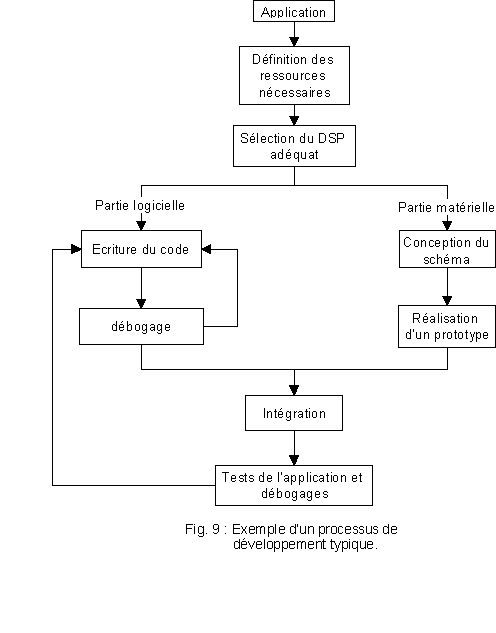 Application
Définition des
ressources
nécessaires
Sélection du DSP
adéquat
Partie logicielle
Partie matérielle
Ecriture du code
Conception du
schéma
débogage
Réalisation
d'un prototype
Intégration
Tests de l'application et
débogages
Fig. 9 : Exemple d'un processus de
développement typique.